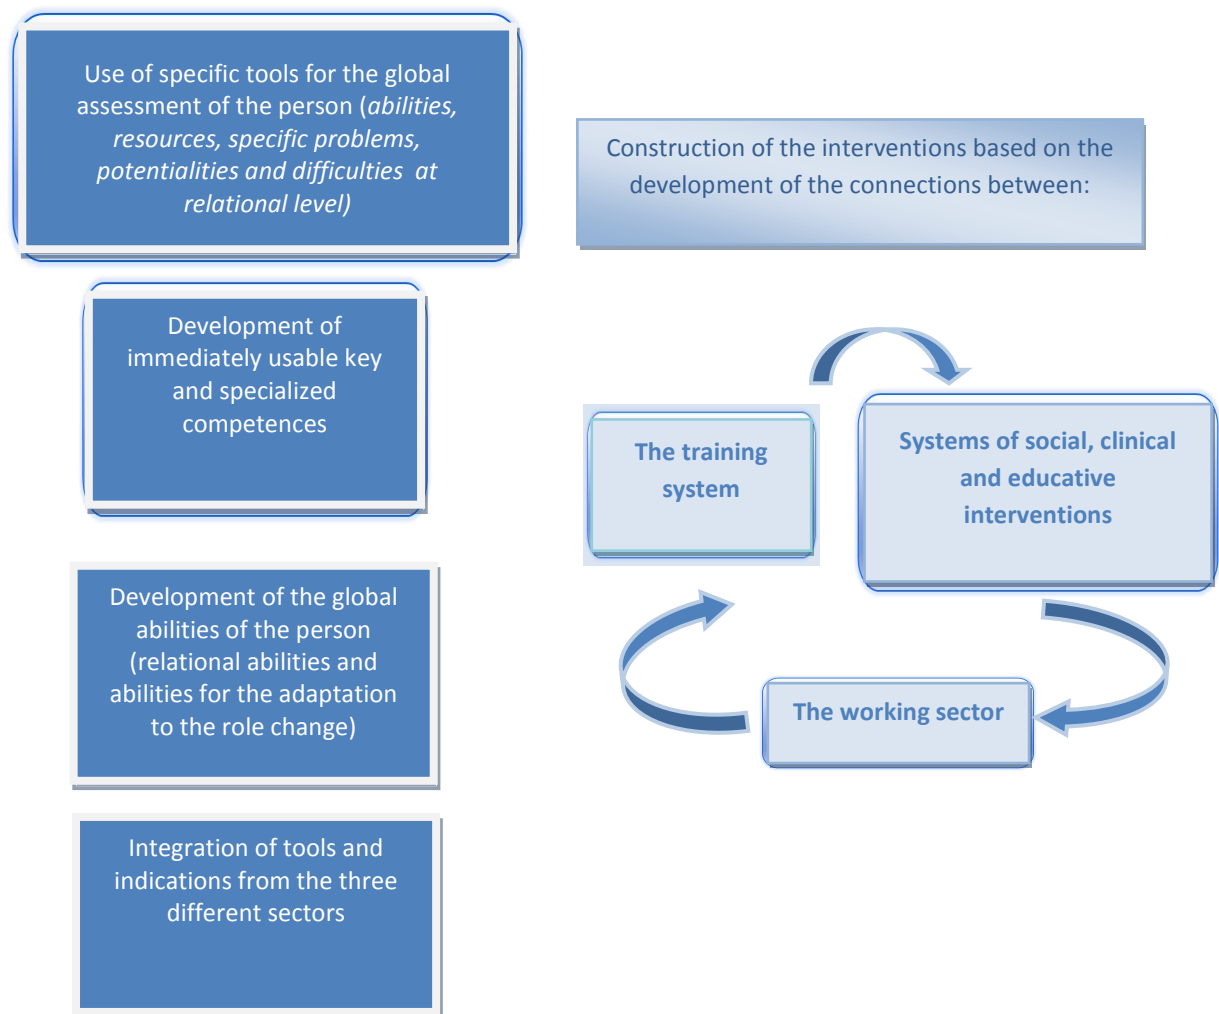 Use of specific tools for the global
assessment of the person (abilities,
resources, specific problems,
potentialities and difficulties at
relational level)
Development of
immediately usable key
and specialized
competences
Development of the global
abilities of the person
(relational abilities and
abilities for the adaptation
to the role change)
Integration of tools and
indications from the three
different sectors
Construction of the interventions based on the
development of the connections between:
The training
system
Systems of social, clinical
and educative
interventions
The working sector